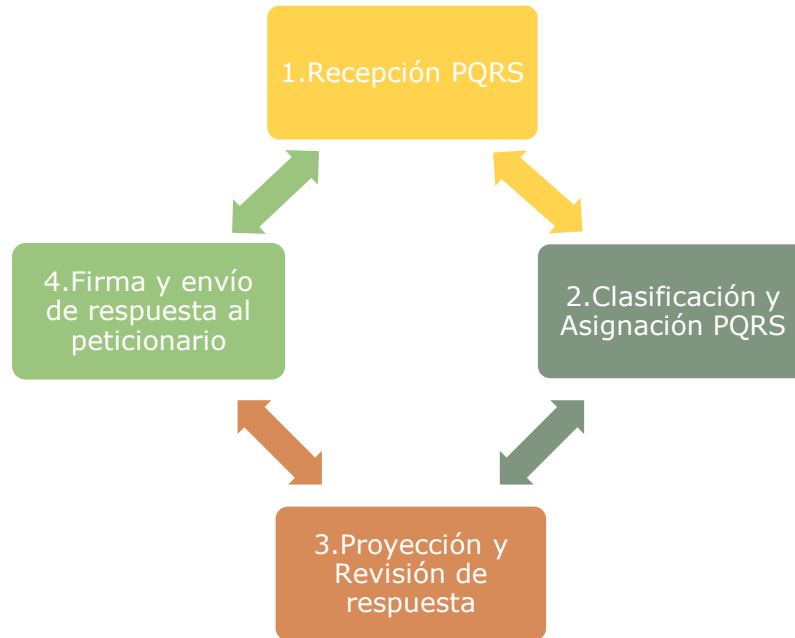 1.Recepción PQRS
2.Clasificación y
Asignación PQRS
3.Proyección y
Revisión de
respuesta
4.Firma y envío
de respuesta al
peticionario